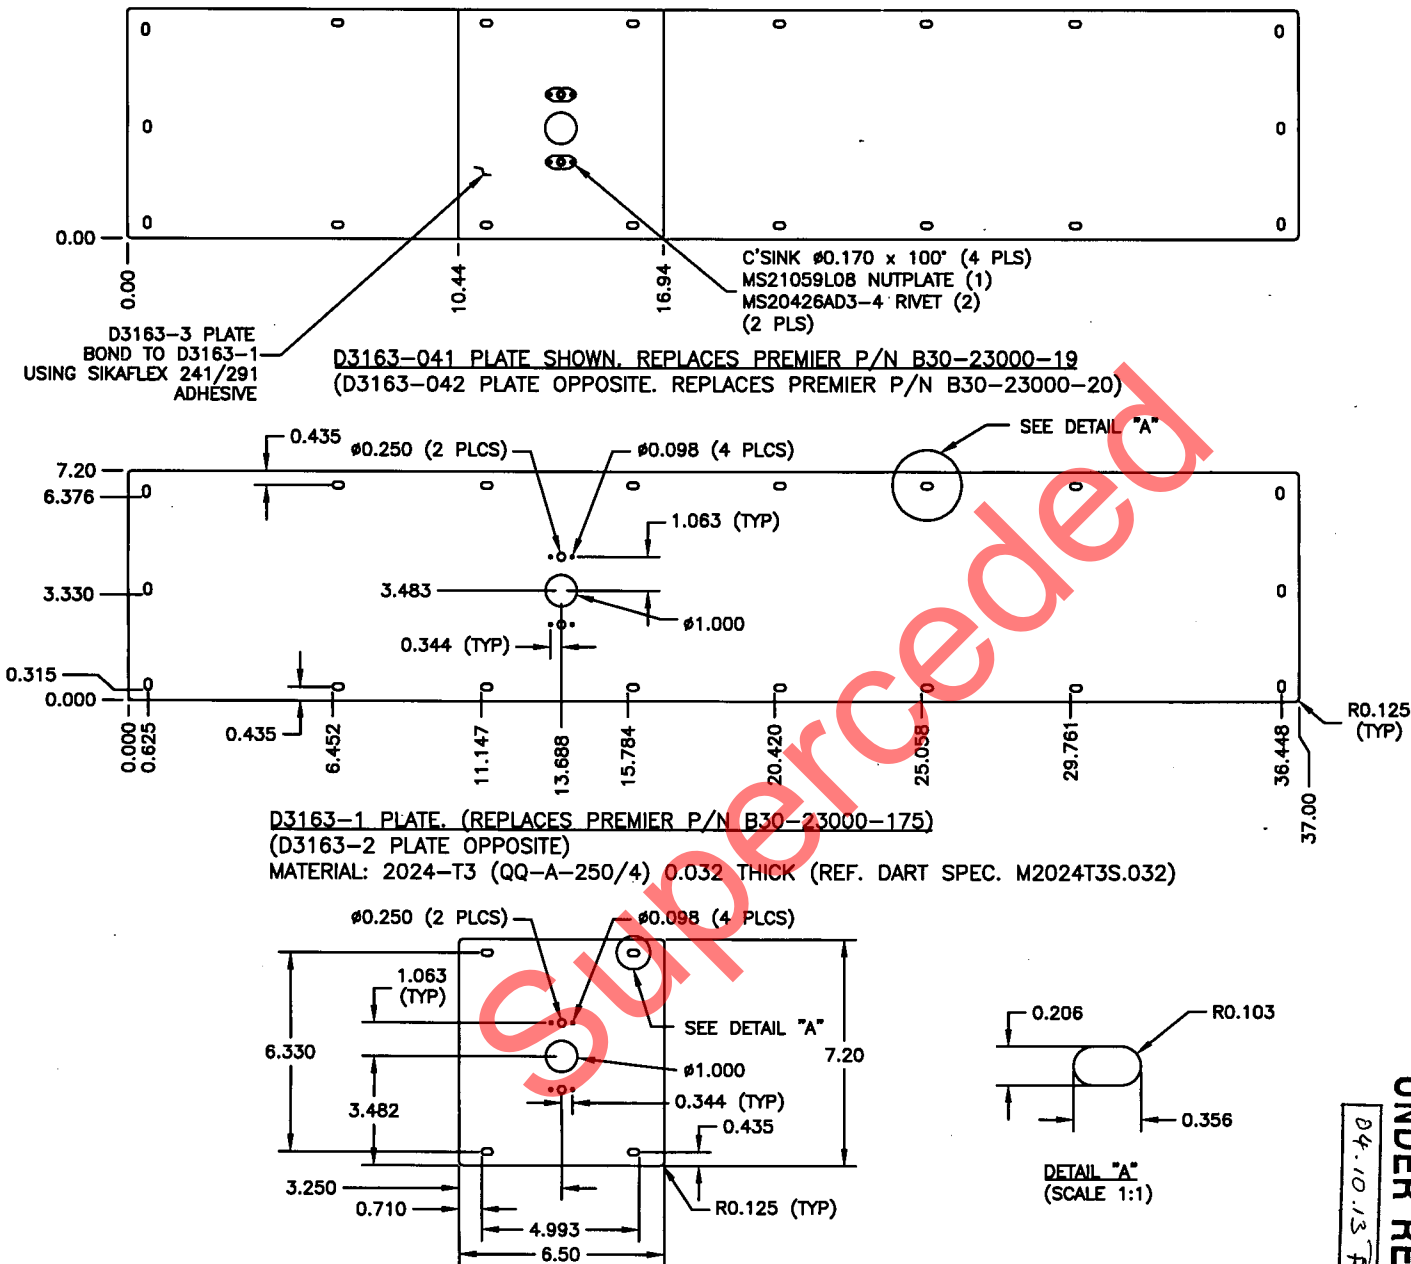 0.00
0.00
10.44
16.94
C'SINK ø0.170 x 100° (4 PLS)
MS21059L08 NUTPLATE (1)
MS20426AD3-4 RIVET (2)
(2 PLS)
D3163-3 PLATE
BOND TO D3163-1
USING SIKAFLEX 241/291
ADHESIVE
D3163-041 PLATE SHOWN. REPLACES PREMIER P/N B30-23000-19
(D3163-042 PLATE OPPOSITE. REPLACES PREMIER P/N B30-23000-20)
SEE DETAIL "A"
0.435
ø0.250 (2 PLCS)
ø0.098 (4 PLCS)
7.20
6.376
1.063 (TYP)
3.330
3.483
ø1.000
0.344 (TYP)
0.315
0.000
0.435
R0.125
(TYP)
0.000
0.625
6.452
11.147
13.688
15.784
20.420
25.058
29.761
36.448
37.00
D3163-1 PLATE. (REPLACES PREMIER P/N B30-23000-175)
(D3163-2 PLATE OPPOSITE)
MATERIAL: 2024-T3 (QQ-A-250/4) 0.032 THICK (REF. DART SPEC. M2024T3S.032)
Superceded
ø0.250 (2 PLCS)
ø0.098 (4 PLCS)
1.063
(TYP)
SEE DETAIL "A"
6.330
7.20
ø1.000
3.482
0.344 (TYP)
0.435
3.250
0.710
R0.125 (TYP)
4.993
6.50
0.206
R0.103
0.356
DETAIL "A"
(SCALE 1:1)
UNDER RE
04.10.13